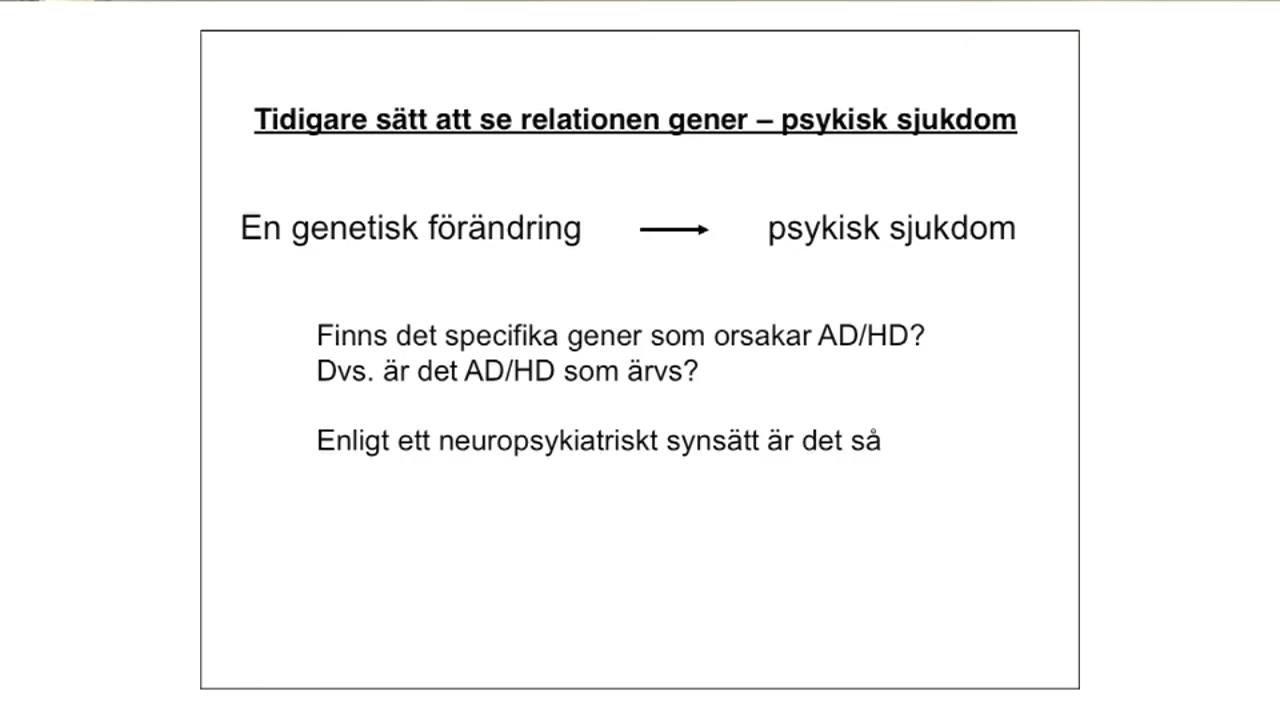 Tidigare sätt att se relationen gener – psykisk sjukdom
En genetisk förändring → psykisk sjukdom
Finns det specifika gener som orsakar AD/HD?
Dvs. är det AD/HD som ärvs?
Enligt ett neuropsykiatriskt synsätt är det så